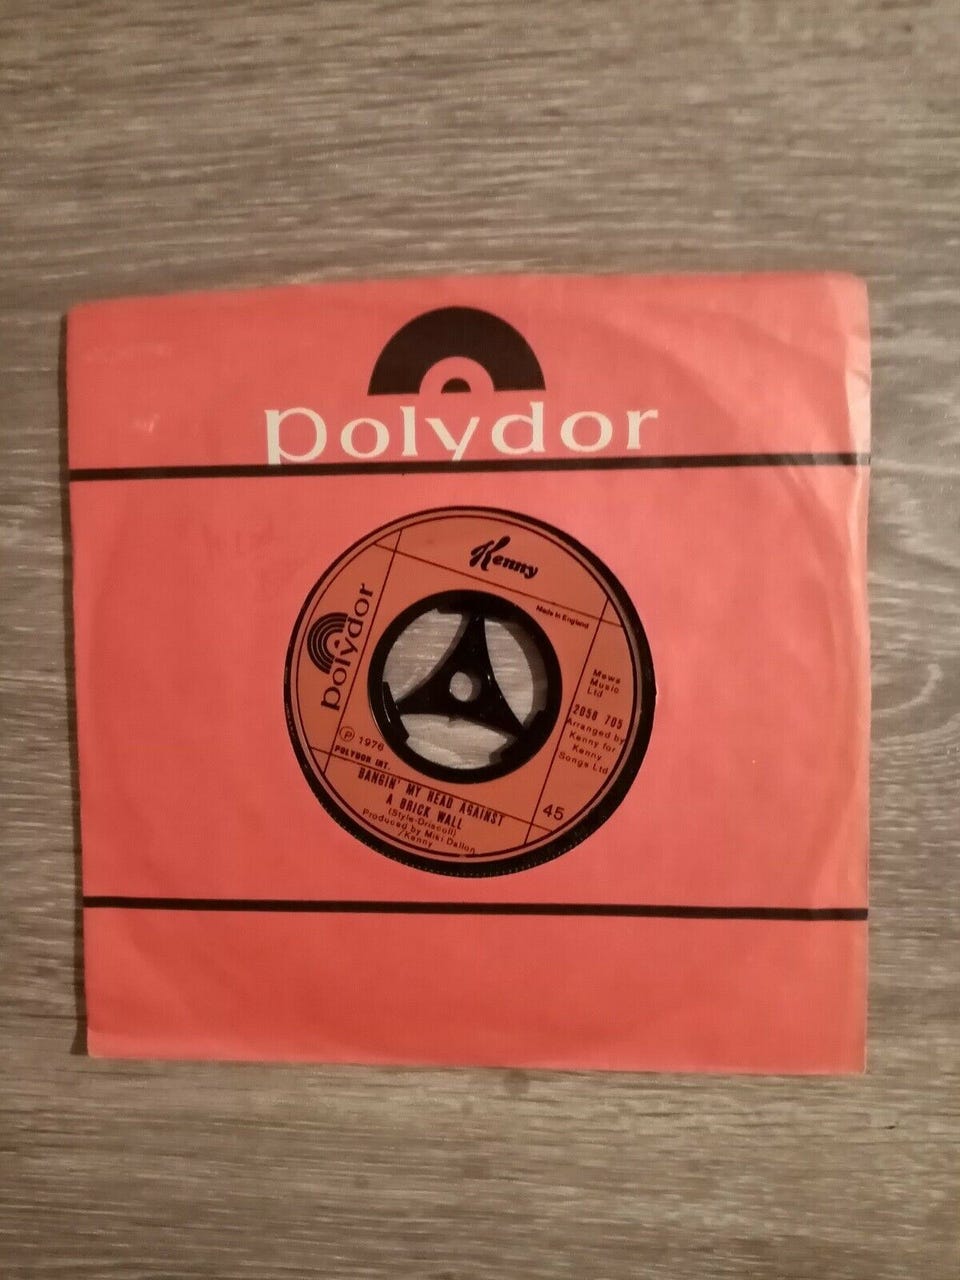 polydor
Kenny
Made in England
polydor
Mews
Music
Ltd
2058 705
Arranged by
Kenny for
Kenny
Songs Ltd
℗ 1976
POLYDOR INT.
BANGIN' MY HEAD AGAINST
A BRICK WALL
(Style-Driscoll)
Produced by Miki Dallon
/Kenny
45